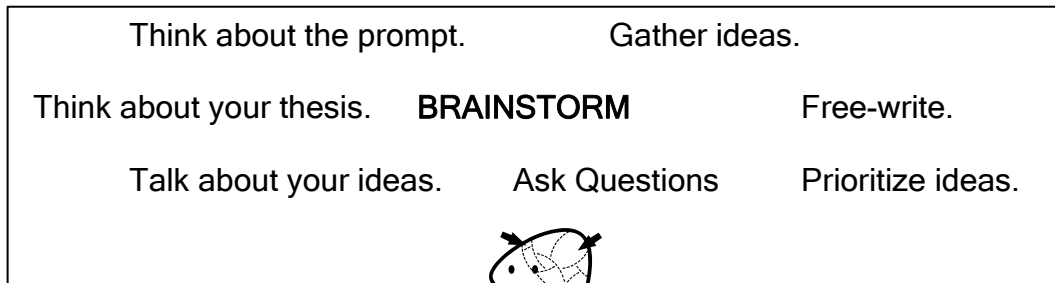 Think about the prompt. Gather ideas.
Think about your thesis. BRAINSTORM Free-write.
Talk about your ideas. Ask Questions Prioritize ideas.